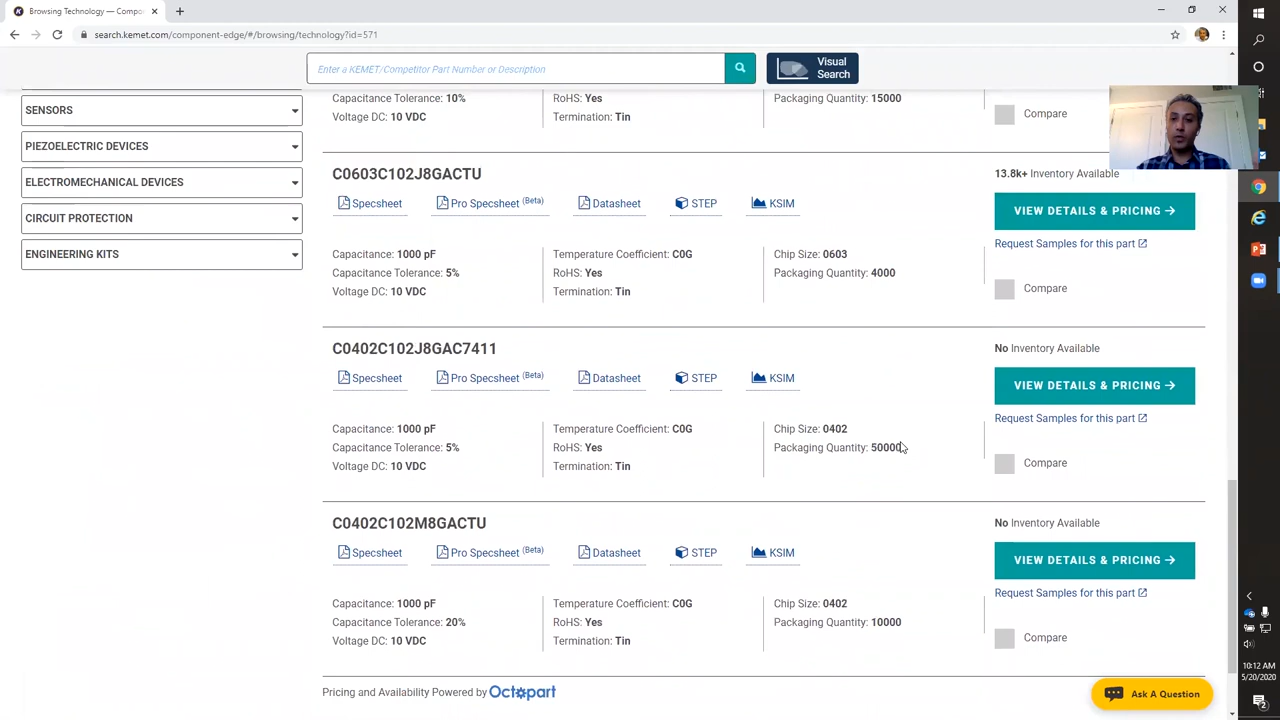 Browsing Technology — Compo
search.kemet.com/component-edge/#/browsing/technology?id=571
Enter a KEMET/Competitor Part Number or Description
Visual
Search
SENSORS
PIEZOELECTRIC DEVICES
ELECTROMECHANICAL DEVICES
CIRCUIT PROTECTION
ENGINEERING KITS
Capacitance Tolerance: 10% RoHS: Yes Packaging Quantity: 15000
Voltage DC: 10 VDC Termination: Tin
Compare
C0603C102J8GACTU
13.8k+ Inventory Available
Specsheet Pro Specsheet (Beta) Datasheet STEP KSIM
VIEW DETAILS & PRICING →
Request Samples for this part
Capacitance: 1000 pF Temperature Coefficient: C0G Chip Size: 0603
Capacitance Tolerance: 5% RoHS: Yes Packaging Quantity: 4000
Voltage DC: 10 VDC Termination: Tin
Compare
C0402C102J8GAC7411
No Inventory Available
Specsheet Pro Specsheet (Beta) Datasheet STEP KSIM
VIEW DETAILS & PRICING →
Request Samples for this part
Capacitance: 1000 pF Temperature Coefficient: C0G Chip Size: 0402
Capacitance Tolerance: 5% RoHS: Yes Packaging Quantity: 50000
Voltage DC: 10 VDC Termination: Tin
Compare
C0402C102M8GACTU
No Inventory Available
Specsheet Pro Specsheet (Beta) Datasheet STEP KSIM
VIEW DETAILS & PRICING →
Request Samples for this part
Capacitance: 1000 pF Temperature Coefficient: C0G Chip Size: 0402
Capacitance Tolerance: 20% RoHS: Yes Packaging Quantity: 10000
Voltage DC: 10 VDC Termination: Tin
Compare
Pricing and Availability Powered by Octopart
Ask A Question
10:12 AM
5/20/2020